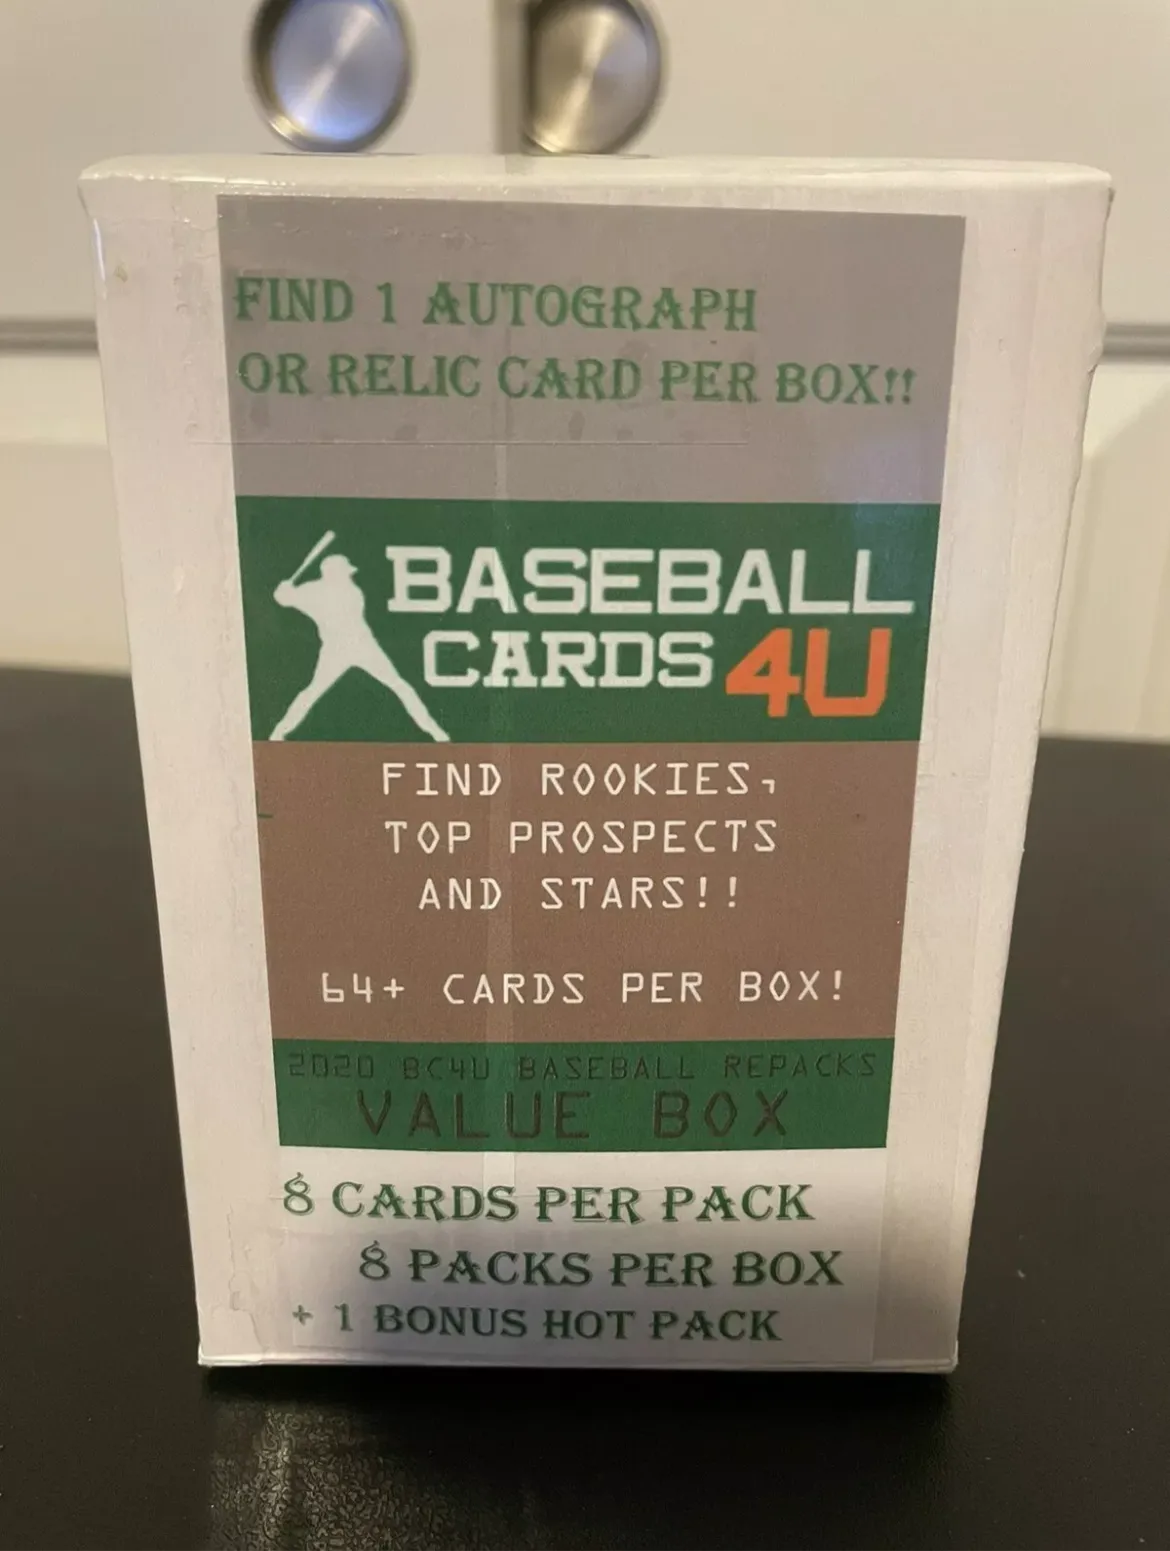 FIND 1 AUTOGRAPH
OR RELIC CARD PER BOX!!
BASEBALL
CARDS 4U
FIND ROOKIES,
TOP PROSPECTS
AND STARS!!
64+ CARDS PER BOX!
2020 BC4U BASEBALL REPACKS
VALUE BOX
8 CARDS PER PACK
8 PACKS PER BOX
+ 1 BONUS HOT PACK